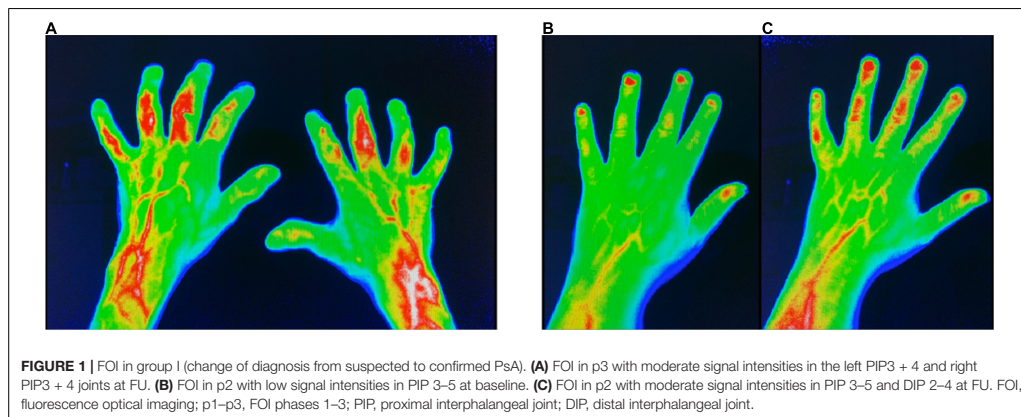 A
B
C
FIGURE 1 | FOI in group I (change of diagnosis from suspected to confirmed PsA). (A) FOI in p3 with moderate signal intensities in the left PIP3 + 4 and right
PIP3 + 4 joints at FU. (B) FOI in p2 with low signal intensities in PIP 3–5 at baseline. (C) FOI in p2 with moderate signal intensities in PIP 3–5 and DIP 2–4 at FU. FOI,
fluorescence optical imaging; p1–p3, FOI phases 1–3; PIP, proximal interphalangeal joint; DIP, distal interphalangeal joint.